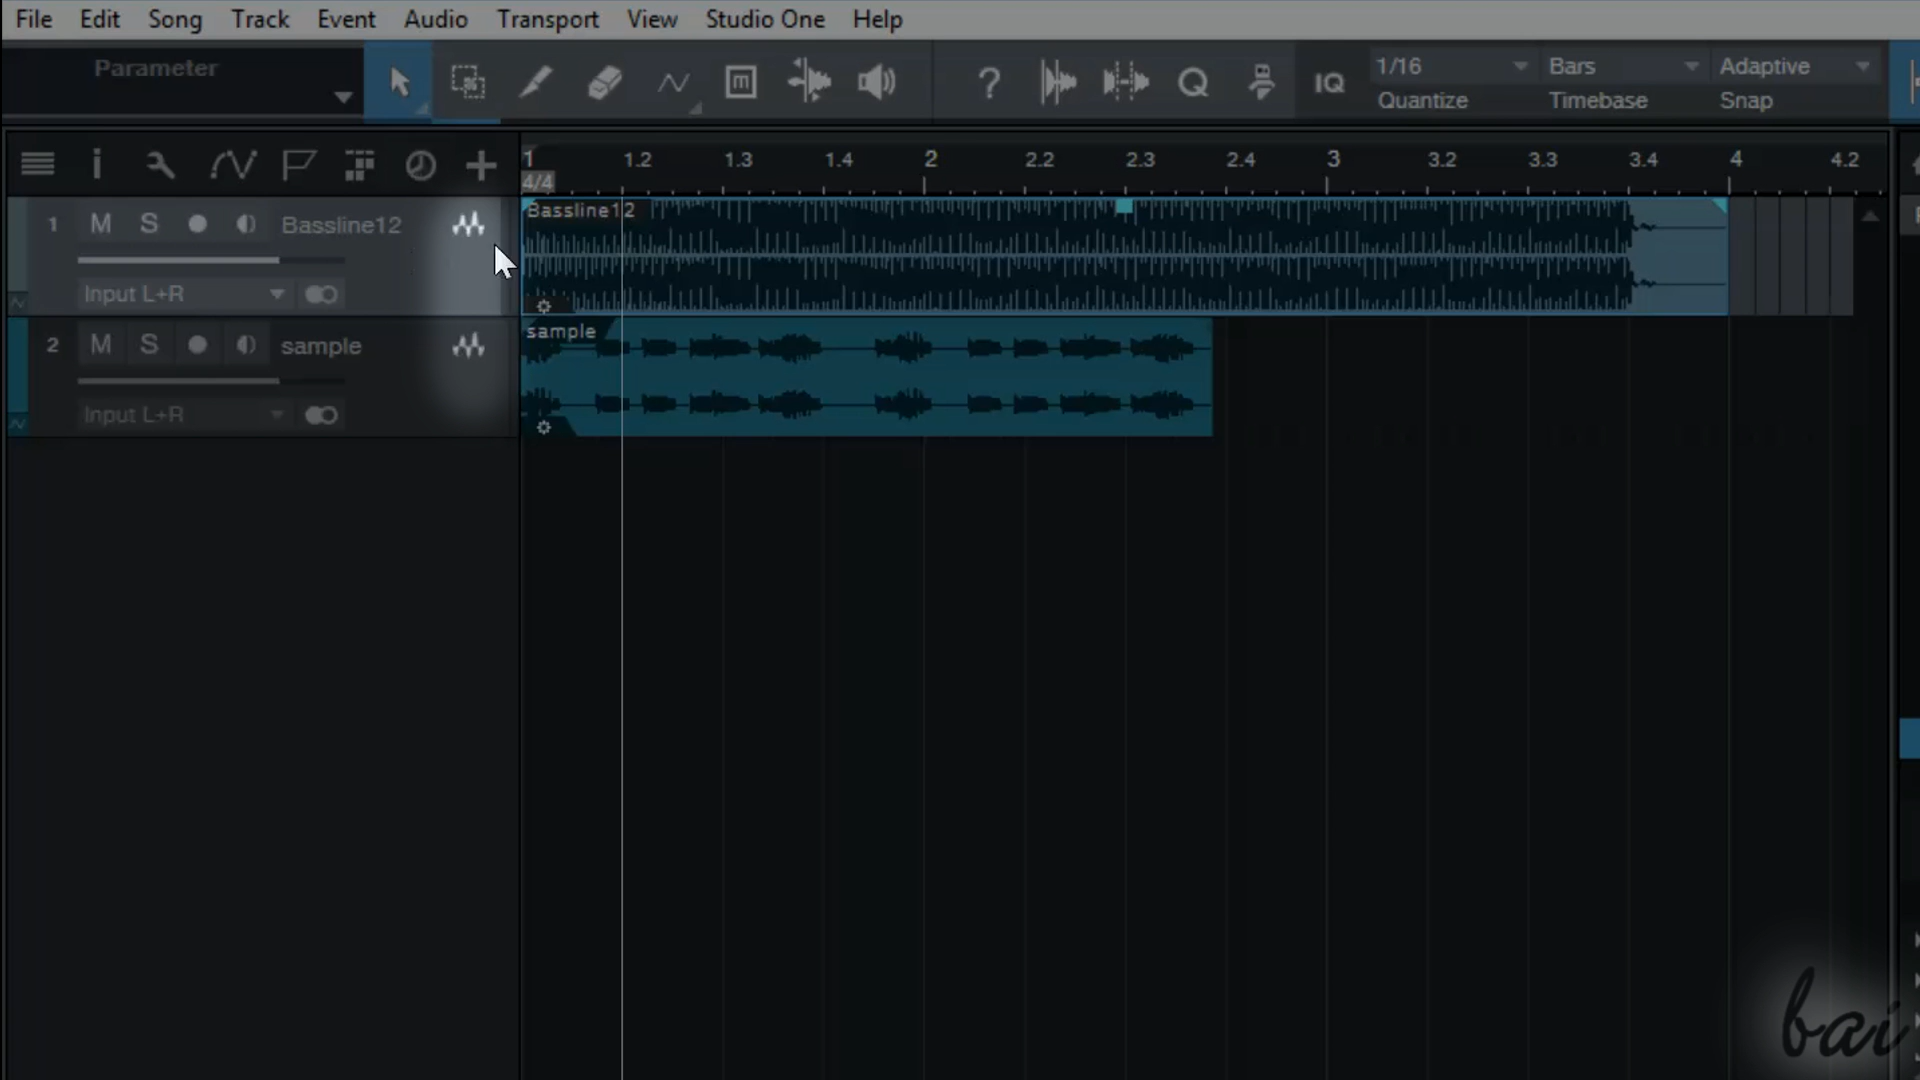 File Edit Song Track Event Audio Transport View Studio One Help
Parameter
1/16 Bars Adaptive
IQ
Quantize Timebase Snap
1 1.2 1.3 1.4 2 2.2 2.3 2.4 3 3.2 3.3 3.4 4 4.2
4/4
1 M S Bassline12 Bassline12
Input L+R
2 M S sample sample
Input L+R
bai